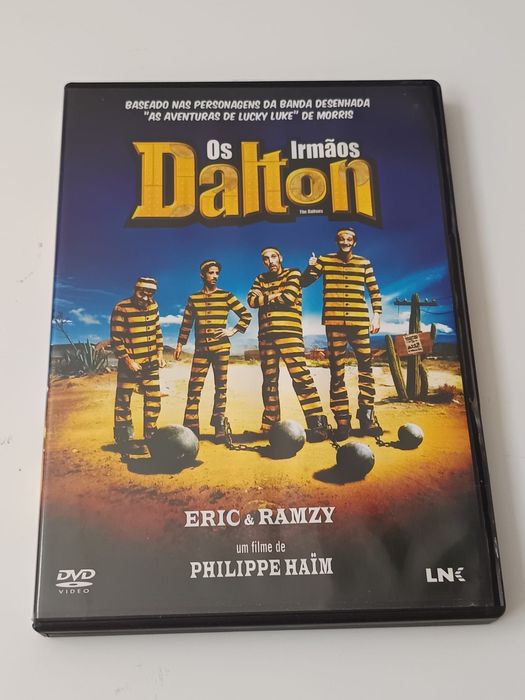 BASEADO NAS PERSONAGENS DA BANDA DESENHADA
"AS AVENTURAS DE LUCKY LUKE" DE MORRIS
Os Irmãos
Dalton
The Daltons
ERIC & RAMZY
um filme de
PHILIPPE HAÏM
DVD
VIDEO
LNK